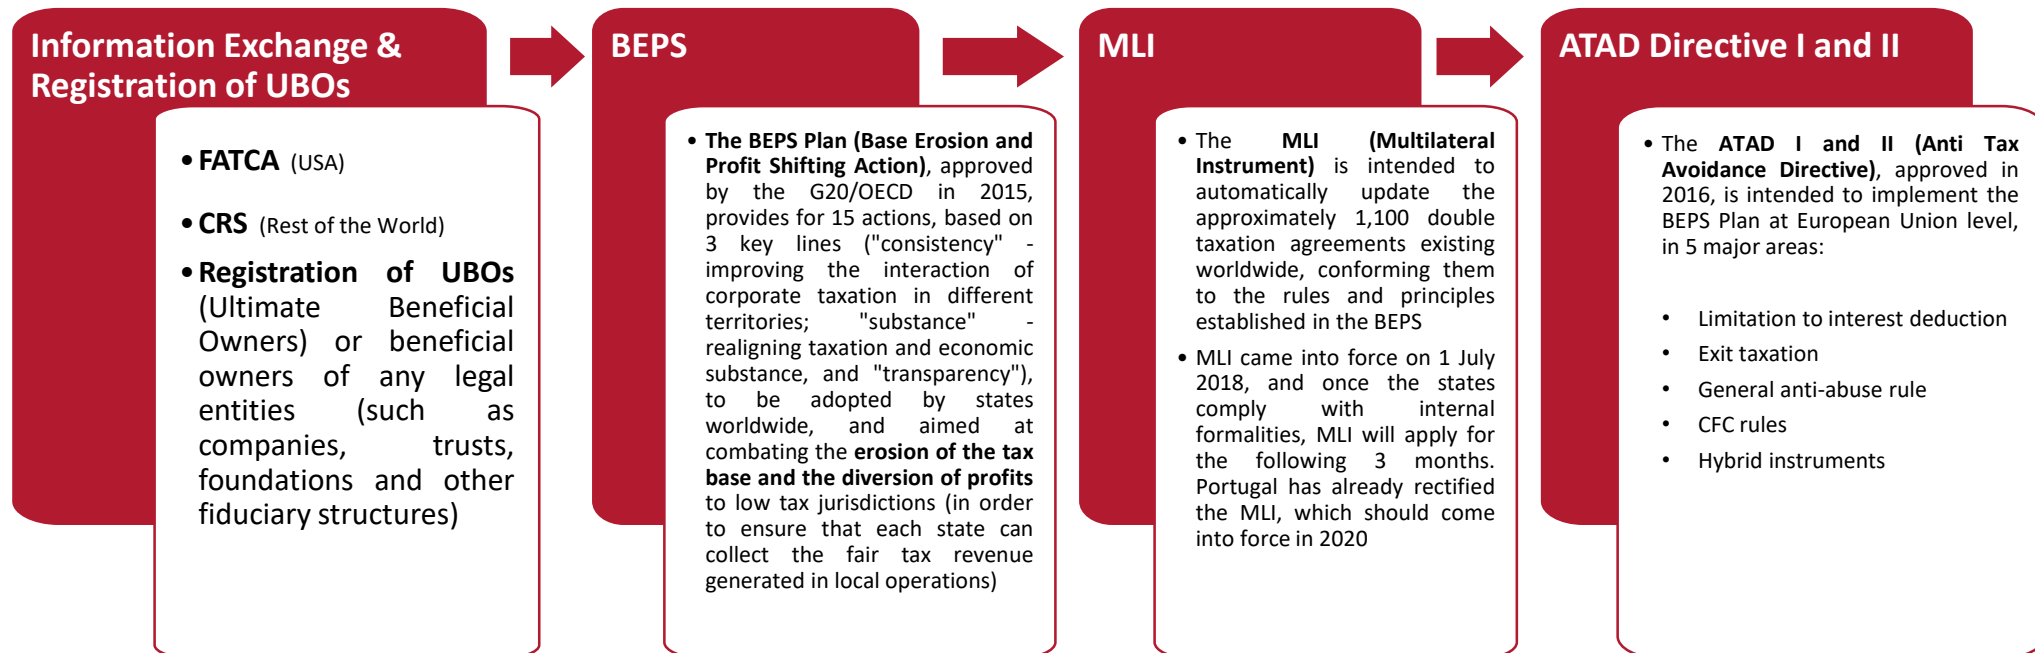 Information Exchange &
Registration of UBOs
• FATCA (USA)
• CRS (Rest of the World)
• Registration of UBOs
(Ultimate Beneficial
Owners) or beneficial
owners of any legal
entities (such as
companies, trusts,
foundations and other
fiduciary structures)
BEPS
• The BEPS Plan (Base Erosion and
Profit Shifting Action), approved
by the G20/OECD in 2015,
provides for 15 actions, based on
3 key lines ("consistency" -
improving the interaction of
corporate taxation in different
territories; "substance" -
realigning taxation and economic
substance, and "transparency"),
to be adopted by states
worldwide, and aimed at
combating the erosion of the tax
base and the diversion of profits
to low tax jurisdictions (in order
to ensure that each state can
collect the fair tax revenue
generated in local operations)
MLI
• The MLI (Multilateral
Instrument) is intended to
automatically update the
approximately 1,100 double
taxation agreements existing
worldwide, conforming them
to the rules and principles
established in the BEPS
• MLI came into force on 1 July
2018, and once the states
comply with internal
formalities, MLI will apply for
the following 3 months.
Portugal has already rectified
the MLI, which should come
into force in 2020
ATAD Directive I and II
• The ATAD I and II (Anti Tax
Avoidance Directive), approved in
2016, is intended to implement the
BEPS Plan at European Union level,
in 5 major areas:
• Limitation to interest deduction
• Exit taxation
• General anti-abuse rule
• CFC rules
• Hybrid instruments